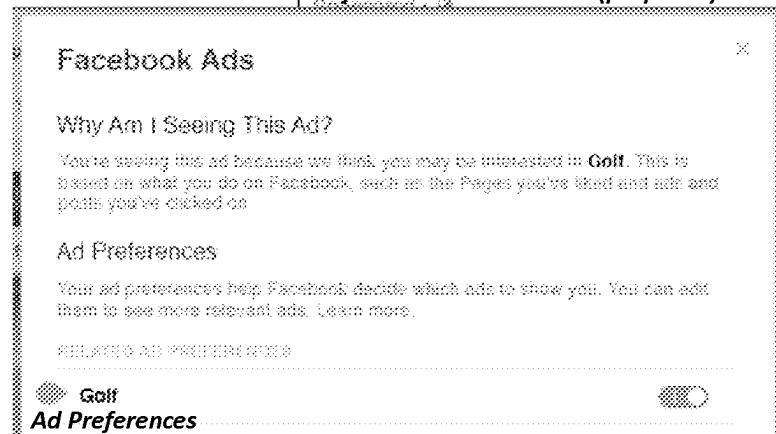 Facebook Ads
Why Am I Seeing This Ad?
You're seeing this ad because we think you may be interested in Golf. This is
based on what you do on Facebook, such as the Pages you've liked and ads and
posts you've clicked on
Ad Preferences
Your ad preferences help Facebook decide which ads to show you. You can edit
them to see more relevant ads. Learn more.
RELATED AD PREFERENCES
Golf
Ad Preferences